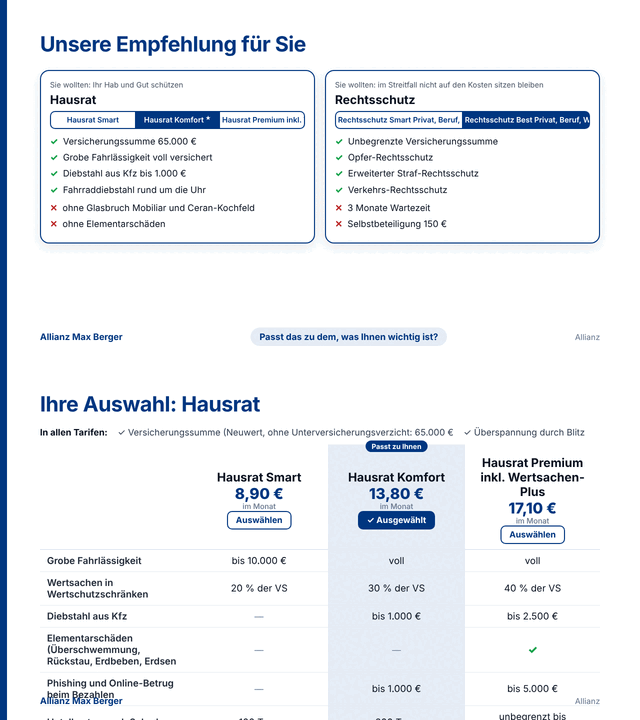 Unsere Empfehlung für Sie
Sie wollten: Ihr Hab und Gut schützen
Hausrat
Hausrat Smart
Hausrat Komfort *
Hausrat Premium inkl.
✓ Versicherungssumme 65.000 €
✓ Grobe Fahrlässigkeit voll versichert
✓ Diebstahl aus Kfz bis 1.000 €
✓ Fahrraddiebstahl rund um die Uhr
✕ ohne Glasbruch Mobiliar und Ceran-Kochfeld
✕ ohne Elementarschäden
Sie wollten: im Streitfall nicht auf den Kosten sitzen bleiben
Rechtsschutz
Rechtsschutz Smart Privat, Beruf,
Rechtsschutz Best Privat, Beruf, W
✓ Unbegrenzte Versicherungssumme
✓ Opfer-Rechtsschutz
✓ Erweiterter Straf-Rechtsschutz
✓ Verkehrs-Rechtsschutz
✕ 3 Monate Wartezeit
✕ Selbstbeteiligung 150 €
Allianz Max Berger
Passt das zu dem, was Ihnen wichtig ist?
Allianz
Ihre Auswahl: Hausrat
In allen Tarifen: ✓ Versicherungssumme (Neuwert, ohne Unterversicherungsverzicht: 65.000 € ✓ Überspannung durch Blitz
Passt zu Ihnen
Hausrat Smart
8,90 €
im Monat
Auswählen
Hausrat Komfort
13,80 €
im Monat
✓ Ausgewählt
Hausrat Premium
inkl. Wertsachen-
Plus
17,10 €
im Monat
Auswählen
Grobe Fahrlässigkeit bis 10.000 € voll voll
Wertsachen in
Wertschutzschränken 20 % der VS 30 % der VS 40 % der VS
Diebstahl aus Kfz — bis 1.000 € bis 2.500 €
Elementarschäden
(Überschwemmung,
Rückstau, Erdbeben, Erdsen — — ✓
Phishing und Online-Betrug
beim Bezahlen — bis 1.000 € bis 5.000 €
Allianz Max Berger
Allianz
unbegrenzt bis